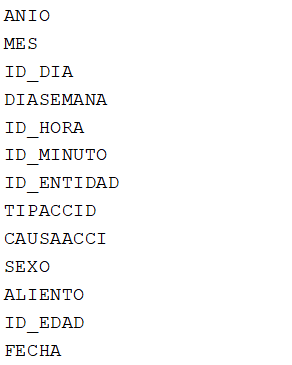 ANIO
MES
ID_DIA
DIASEMANA
ID_HORA
ID_MINUTO
ID_ENTIDAD
TIPACCID
CAUSAACCI
SEXO
ALIENTO
ID_EDAD
FECHA